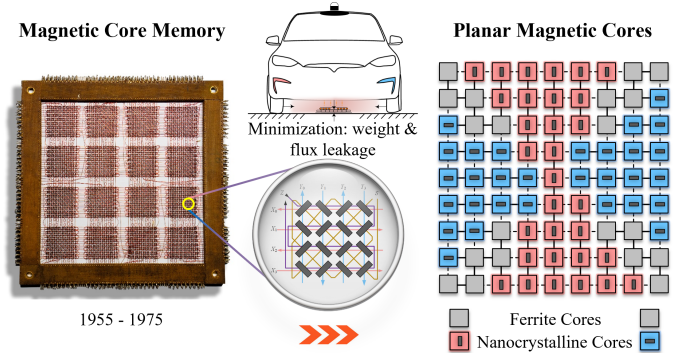 Magnetic Core Memory
Planar Magnetic Cores
Minimization: weight &
flux leakage
1955 - 1975
Ferrite Cores
Nanocrystalline Cores